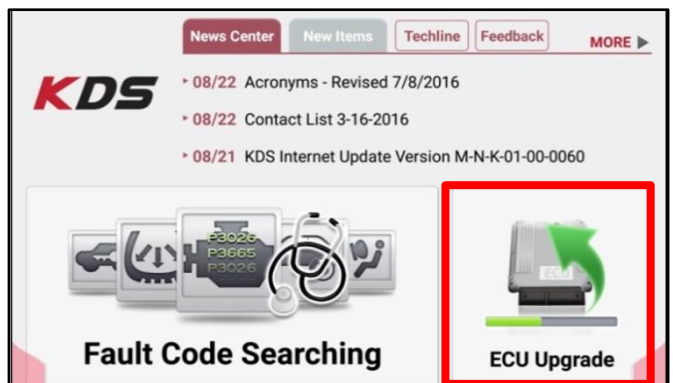 News Center New Items Techline Feedback MORE ▶
KDS
08/22 Acronyms - Revised 7/8/2016
08/22 Contact List 3-16-2016
08/21 KDS Internet Update Version M-N-K-01-00-0060
P3026
P3665
P3026
ECU
Fault Code Searching
ECU Upgrade